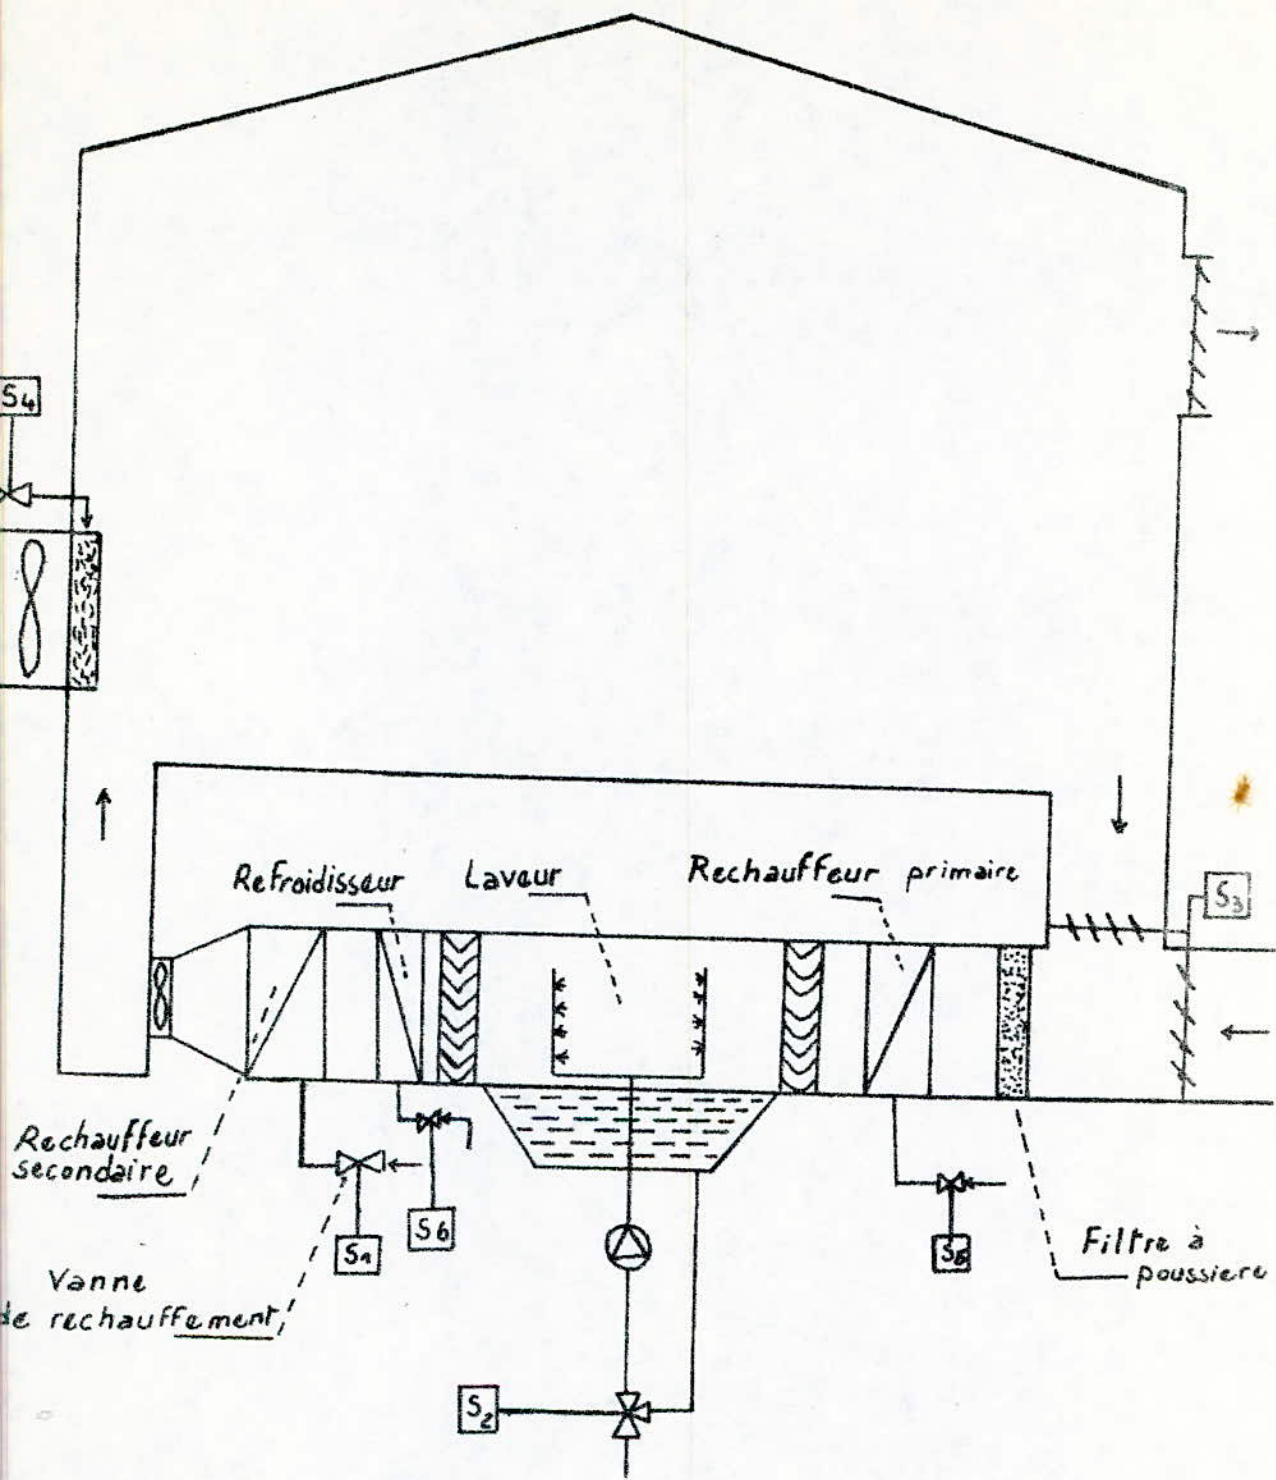 S4
Refroidisseur
Laveur
Rechauffeur primaire
S3
Rechauffeur
secondaire
S6
S1
S5
Filtre à
poussiere
Vanne
de rechauffement
S2